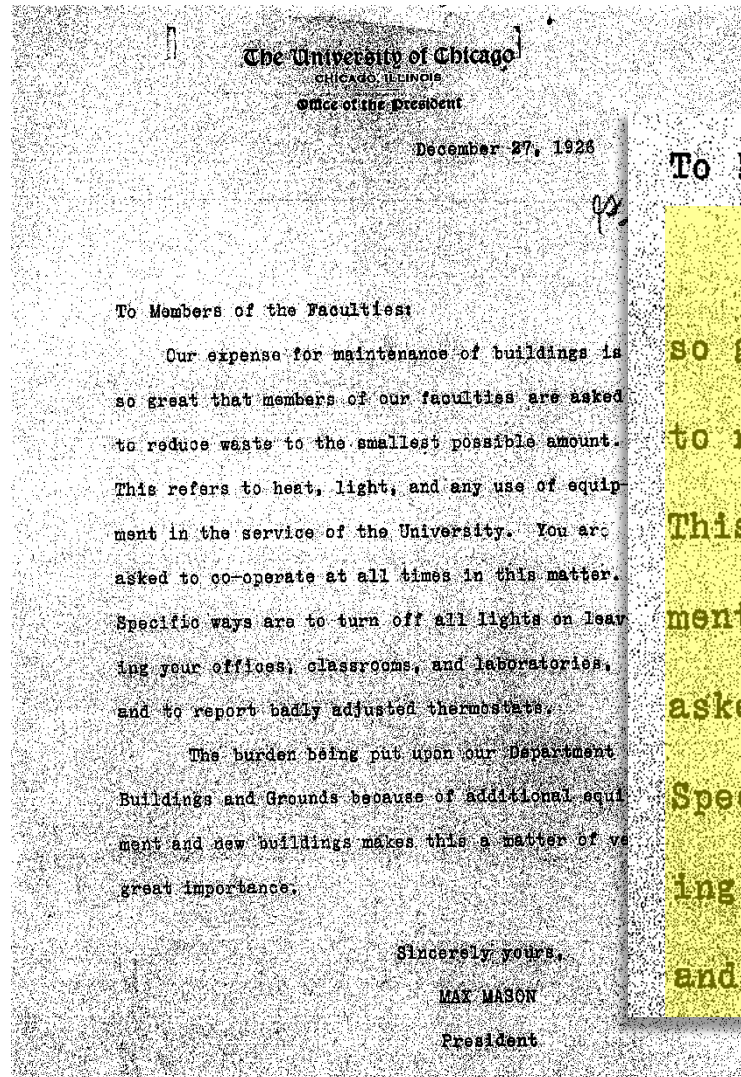 The University of Chicago
CHICAGO, ILLINOIS
Office of the President
December 27, 1926
To Members of the Faculties:
Our expense for maintenance of buildings is
so great that members of our faculties are asked
to reduce waste to the smallest possible amount.
This refers to heat, light, and any use of equip-
ment in the service of the University. You are
asked to co-operate at all times in this matter.
Specific ways are to turn off all lights on leav
ing your offices, classrooms, and laboratories,
and to report badly adjusted thermostats.
The burden being put upon our Department
Buildings and Grounds because of additional equi
ment and new buildings makes this a matter of ve
great importance.
Sincerely yours,
MAX MASON
President
To
so g
to r
This
ment
aske
Spec
ing
and